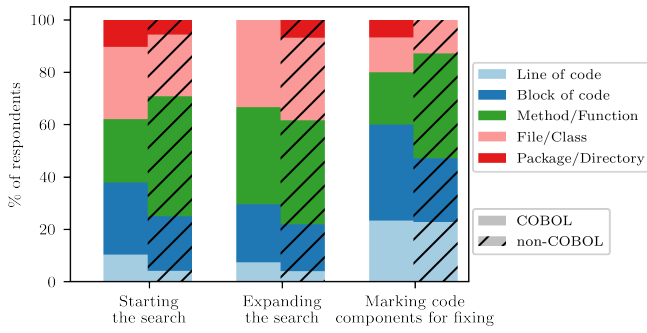 % of respondents
100
80
60
40
20
0
Starting
the search
Expanding
the search
Marking code
components for fixing
Line of code
Block of code
Method/Function
File/Class
Package/Directory
COBOL
non-COBOL